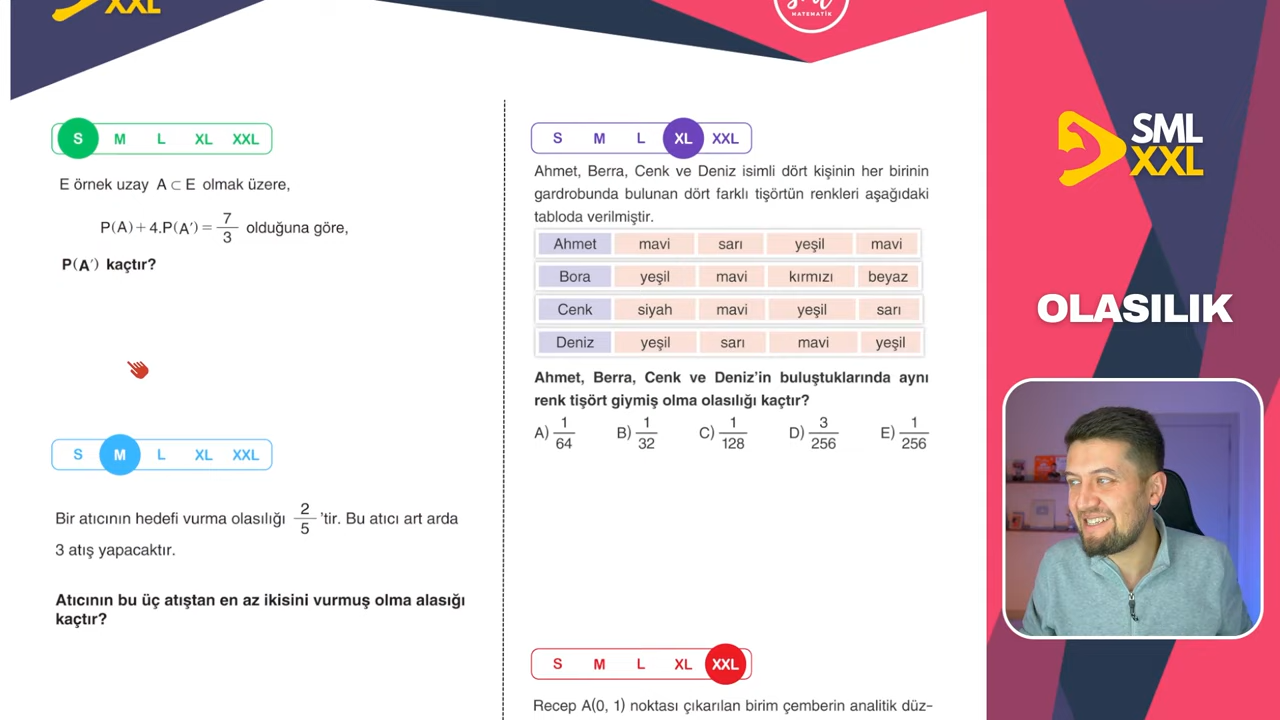 XXL
MATEMATİK
S M L XL XXL
E örnek uzay A ⊂ E olmak üzere,
P(A) + 4.P(A′) = 7/3 olduğuna göre,
P(A′) kaçtır?
S M L XL XXL
Bir atıcının hedefi vurma olasılığı 2/5 'tir. Bu atıcı art arda
3 atış yapacaktır.
Atıcının bu üç atıştan en az ikisini vurmuş olma alasığı
kaçtır?
S M L XL XXL
Ahmet, Berra, Cenk ve Deniz isimli dört kişinin her birinin
gardrobunda bulunan dört farklı tişörtün renkleri aşağıdaki
tabloda verilmiştir.
Ahmet mavi sarı yeşil mavi
Bora yeşil mavi kırmızı beyaz
Cenk siyah mavi yeşil sarı
Deniz yeşil sarı mavi yeşil
Ahmet, Berra, Cenk ve Deniz'in buluştuklarında aynı
renk tişört giymiş olma olasılığı kaçtır?
A) 1/64 B) 1/32 C) 1/128 D) 3/256 E) 1/256
S M L XL XXL
Recep A(0, 1) noktası çıkarılan birim çemberin analitik düz-
SML
XXL
OLASILIK